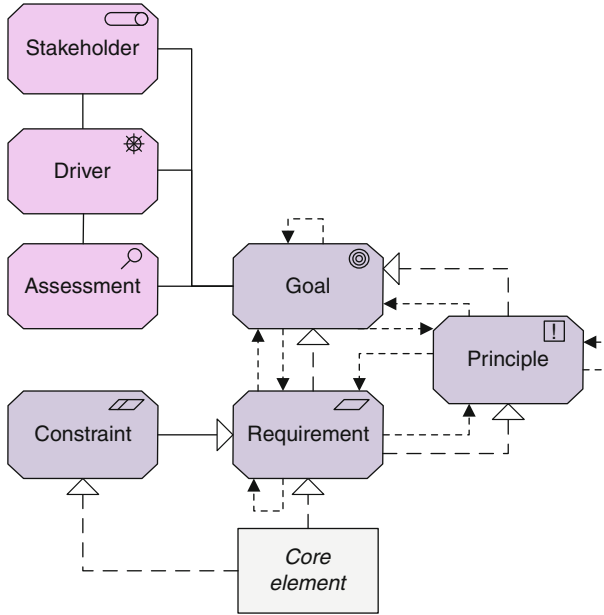 Stakeholder
Driver
Assessment
Goal
!
Principle
Constraint
Requirement
Core
element